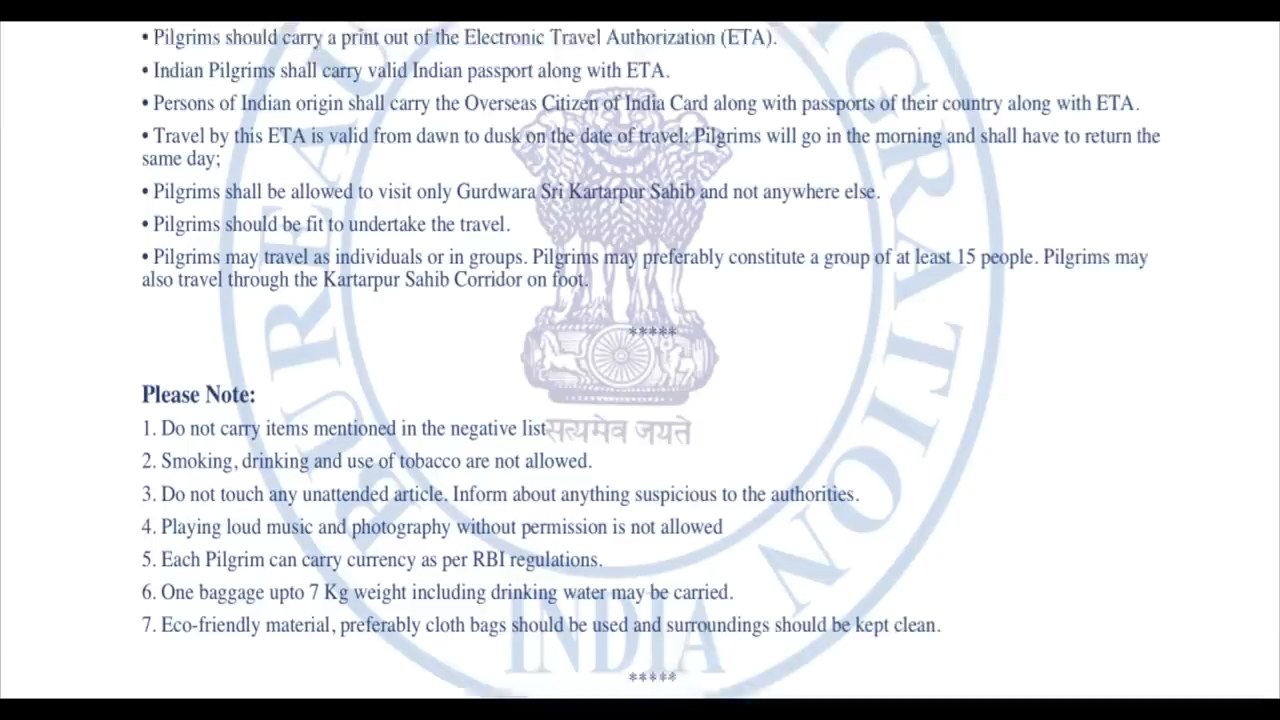 • Pilgrims should carry a print out of the Electronic Travel Authorization (ETA).
• Indian Pilgrims shall carry valid Indian passport along with ETA.
• Persons of Indian origin shall carry the Overseas Citizen of India Card along with passports of their country along with ETA.
• Travel by this ETA is valid from dawn to dusk on the date of travel; Pilgrims will go in the morning and shall have to return the
same day;
• Pilgrims shall be allowed to visit only Gurdwara Sri Kartarpur Sahib and not anywhere else.
• Pilgrims should be fit to undertake the travel.
• Pilgrims may travel as individuals or in groups. Pilgrims may preferably constitute a group of at least 15 people. Pilgrims may
also travel through the Kartarpur Sahib Corridor on foot.
*****
Please Note:
1. Do not carry items mentioned in the negative list
सत्यमेव जयते
2. Smoking, drinking and use of tobacco are not allowed.
3. Do not touch any unattended article. Inform about anything suspicious to the authorities.
4. Playing loud music and photography without permission is not allowed
5. Each Pilgrim can carry currency as per RBI regulations.
6. One baggage upto 7 Kg weight including drinking water may be carried.
7. Eco-friendly material, preferably cloth bags should be used and surroundings should be kept clean.
INDIA
*****